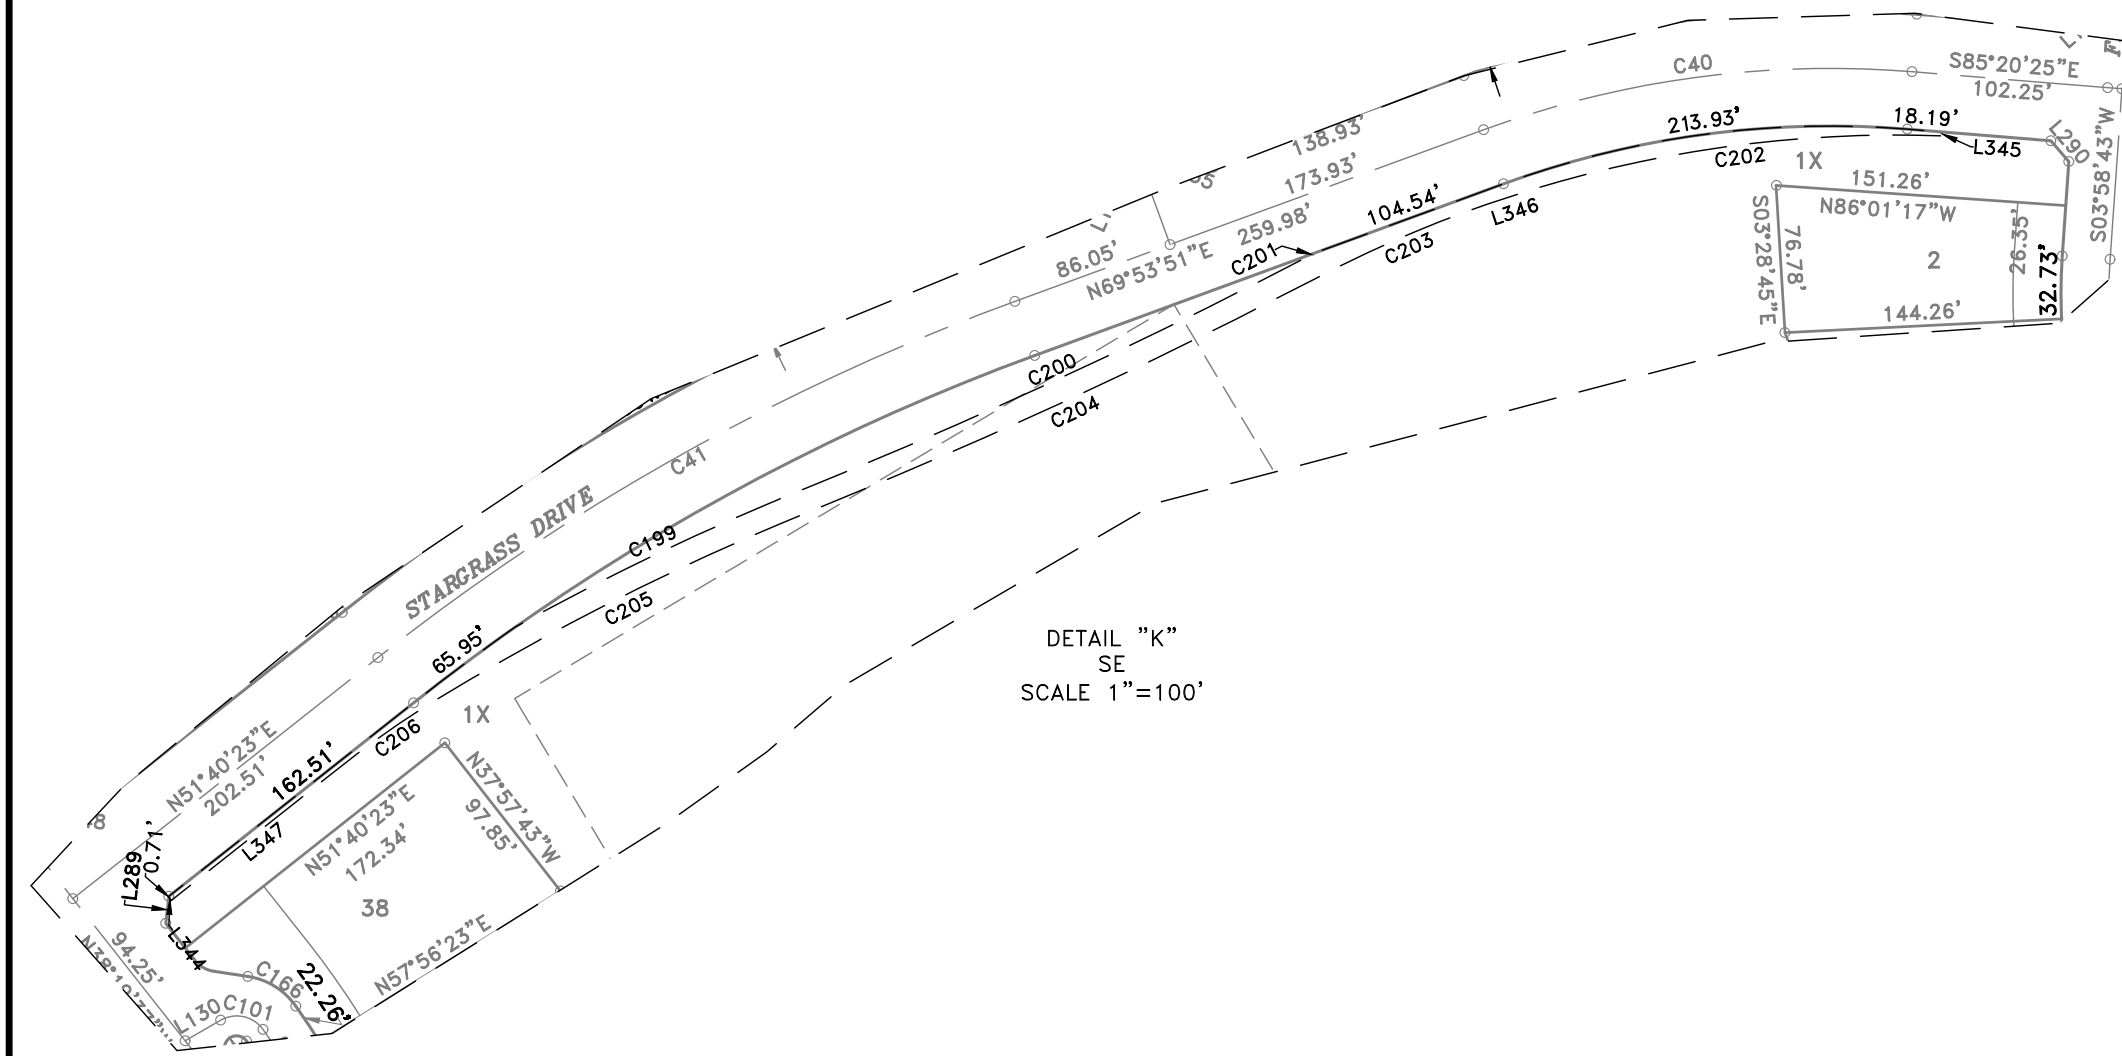 C40
S85°20'25"E
102.25'
L290
S03°58'43"W
18.19'
L345
213.93'
C202
1X
151.26'
N86°01'17"W
S03°28'45"E
76.78'
2
26.35'
32.73'
144.26'
138.93'
173.93'
259.98'
N69°53'51"E
86.05'
104.54'
L346
C203
C201
C200
C204
C41
STARGRASS DRIVE
C199
C205
65.95'
1X
C206
N51°40'23"E
202.51'
162.51'
L347
N51°40'23"E
172.34'
N37°57'43"W
97.85'
38
N57°56'23"E
L289
0.71'
L344
94.25'
C166
22.26'
L130
C101
DETAIL "K"
SE
SCALE 1"=100'